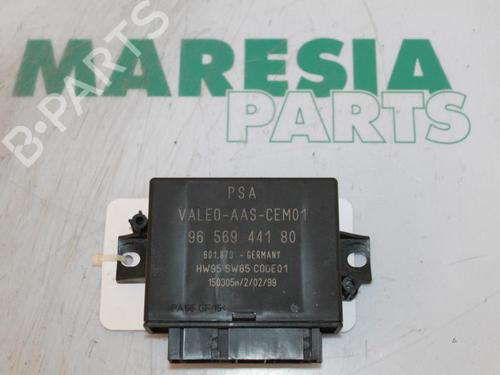 MARESIA
PARTS
B-PARTS
PSA
VALEO-AAS-CEM01
96 569 441 80
601.673 - GERMANY
HW95 SW85 CODE01
150305n/2/02/99